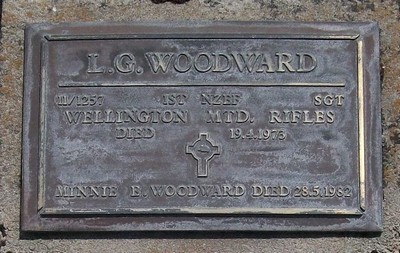 L. G. WOODWARD
11/1257 1ST NZEF SGT
WELLINGTON MTD. RIFLES
DIED 19.4.1973
MINNIE E. WOODWARD DIED 28.5.1982